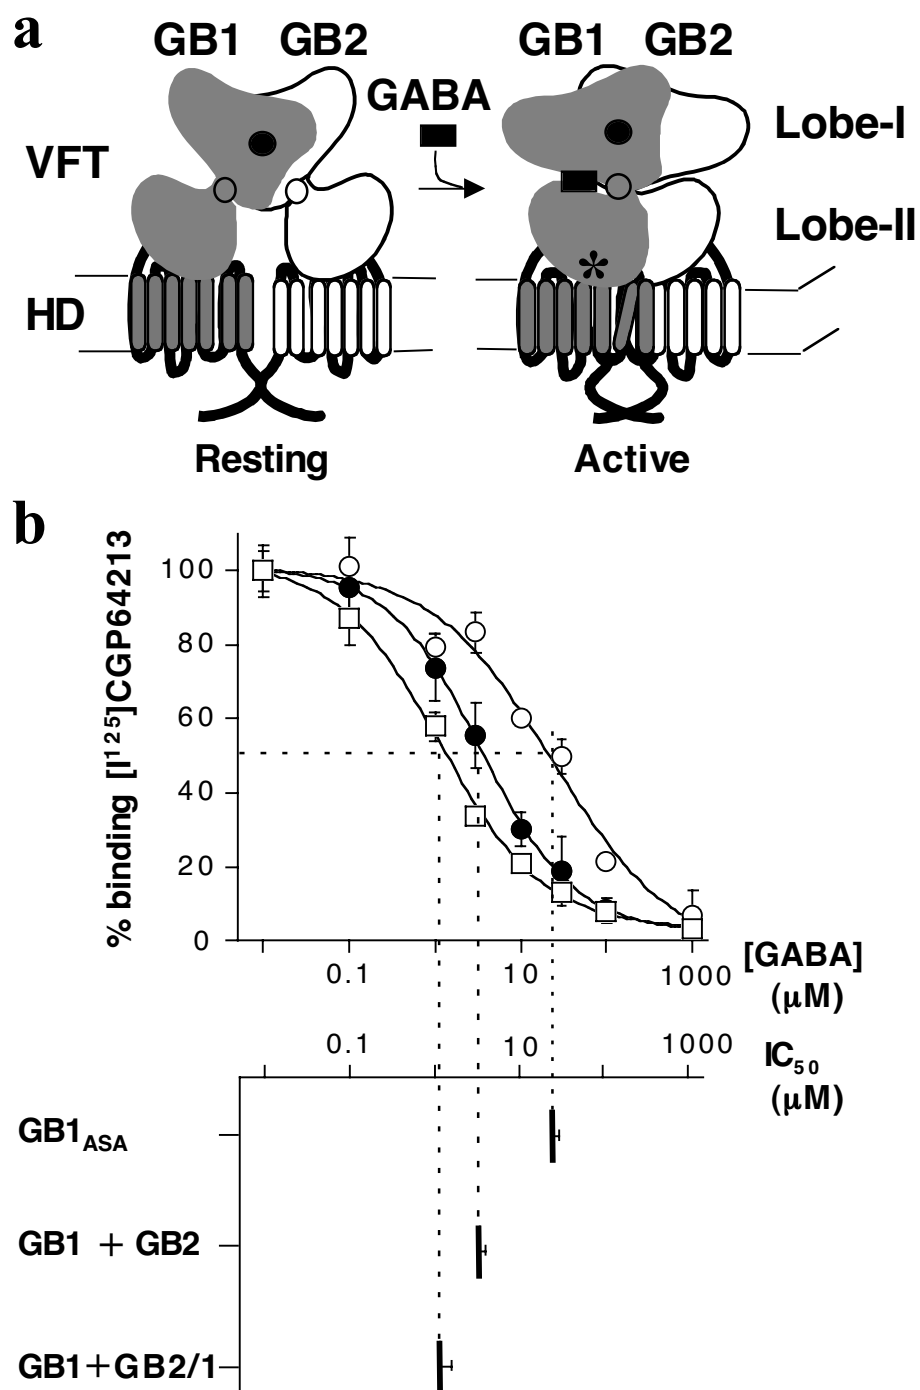 a
GB1 GB2 GB1 GB2
GABA
Lobe-I
VFT
Lobe-II
*
HD
Resting Active
b
% binding [I¹²⁵]CGP64213
100
80
60
40
20
0
0.1 10 1000 [GABA]
(μM)
0.1 10 1000 IC₅₀
(μM)
GB1ASA
GB1 + GB2
GB1+GB2/1